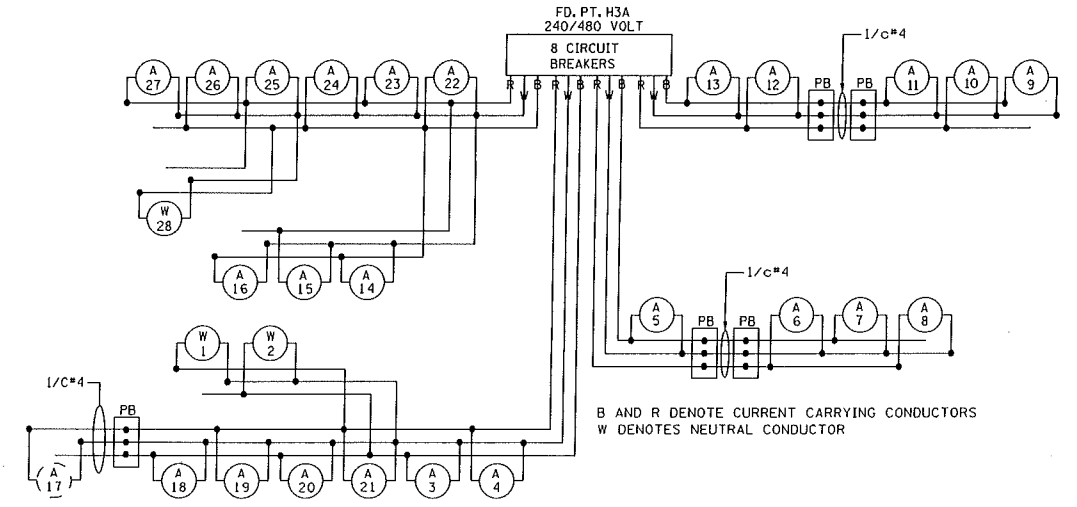 FD. PT. H3A
240/480 VOLT
8 CIRCUIT
BREAKERS
R W B R W B R W B R W B
1/c#4
A 27
A 26
A 25
A 24
A 23
A 22
A 13
A 12
PB PB
A 11
A 10
A 9
W 28
A 16
A 15
A 14
1/c#4
A 5
PB PB
A 6
A 7
A 8
W 1
W 2
1/C#4
PB
B AND R DENOTE CURRENT CARRYING CONDUCTORS
W DENOTES NEUTRAL CONDUCTOR
A 17
A 18
A 19
A 20
A 21
A 3
A 4